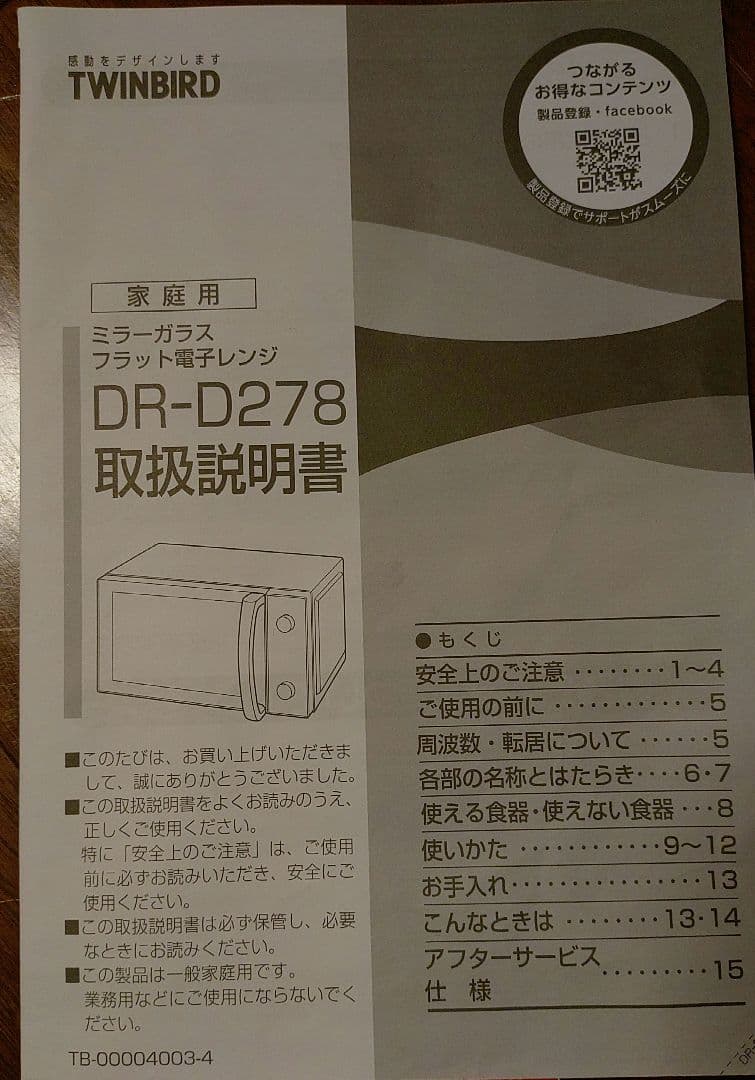 感動をデザインします
TWINBIRD
つながる
お得なコンテンツ
製品登録・facebook
製品登録でサポートがスムーズに
家庭用
ミラーガラス
フラット電子レンジ
DR-D278
取扱説明書
■このたびは、お買い上げいただきま
して、誠にありがとうございました。
■この取扱説明書をよくお読みのうえ、
正しくご使用ください。
特に「安全上のご注意」は、ご使用
前に必ずお読みいただき、安全にご
使用ください。
■この取扱説明書は必ず保管し、必要
なときにお読みください。
■この製品は一般家庭用です。
業務用などにご使用にならないでく
ださい。
TB-00004003-4
●もくじ
安全上のご注意 ········ 1～4
ご使用の前に ············· 5
周波数・転居について ······ 5
各部の名称とはたらき ···· 6・7
使える食器・使えない食器 ··· 8
使いかた ············ 9～12
お手入れ ················ 13
こんなときは ········ 13・14
アフターサービス
仕 様 ········· 15